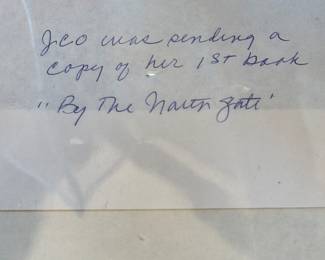 JCO was sending a
copy of her 1st book
"By The North Gate"